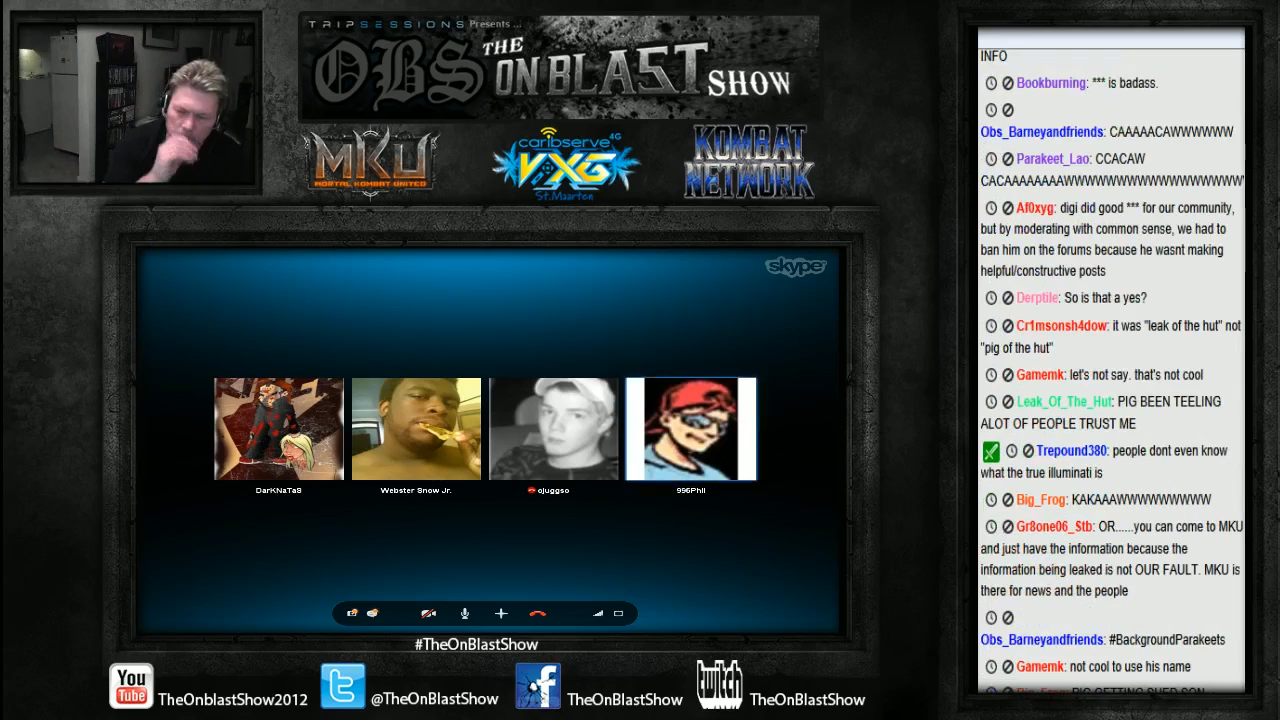 TRIPSESSIONS Presents ...
OBS THE ON BLAST SHOW
MKU
MORTAL KOMBAT UNITED
caribserve 4G
VXG
St.Maarten
KOMBAT
NETWORK
skype
DarKNaTaS
Webster Snow Jr.
ojuggso
996Phil
#TheOnBlastShow
You
Tube
TheOnblastShow2012
@TheOnBlastShow
f
TheOnBlastShow
twitch
TheOnBlastShow
INFO
Bookburning: *** is badass.
Obs_Barneyandfriends: CAAAAACAWWWWWW
Parakeet_Lao: CCACAW
CACAAAAAAAAWWWWWWWWWWWWWWWWWW
Af0xyg: digi did good *** for our community,
but by moderating with common sense, we had to
ban him on the forums because he wasnt making
helpful/constructive posts
Derptile: So is that a yes?
Cr1msonsh4dow: it was "leak of the hut" not
"pig of the hut"
Gamemk: let's not say. that's not cool
Leak_Of_The_Hut: PIG BEEN TEELING
ALOT OF PEOPLE TRUST ME
Trepound380: people dont even know
what the true illuminati is
Big_Frog: KAKAAAWWWWWWWWWW
Gr8one06_Stb: OR......you can come to MKU
and just have the information because the
information being leaked is not OUR FAULT. MKU is
there for news and the people
Obs_Barneyandfriends: #BackgroundParakeets
Gamemk: not cool to use his name